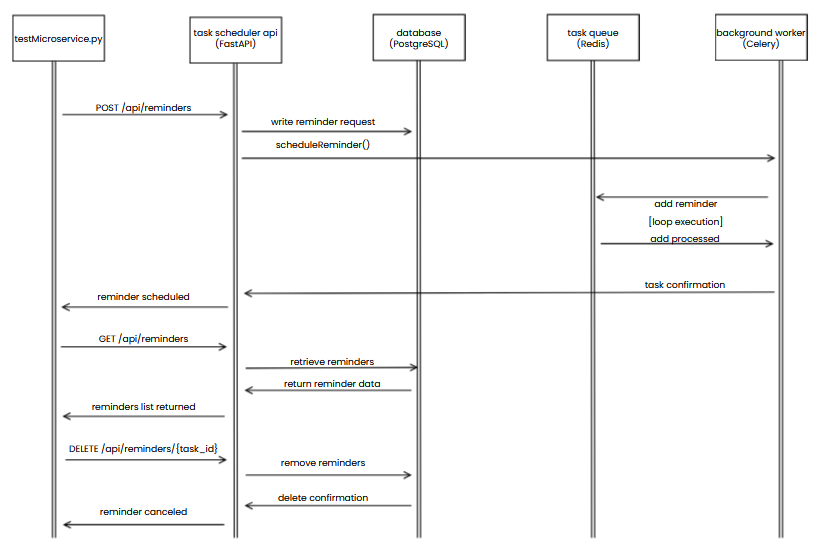 testMicroservice.py
task scheduler api
(FastAPI)
database
(PostgreSQL)
task queue
(Redis)
background worker
(Celery)
POST /api/reminders
write reminder request
scheduleReminder()
add reminder
[loop execution]
add processed
task confirmation
reminder scheduled
GET /api/reminders
retrieve reminders
return reminder data
reminders list returned
DELETE /api/reminders/{task_id}
remove reminders
delete confirmation
reminder canceled